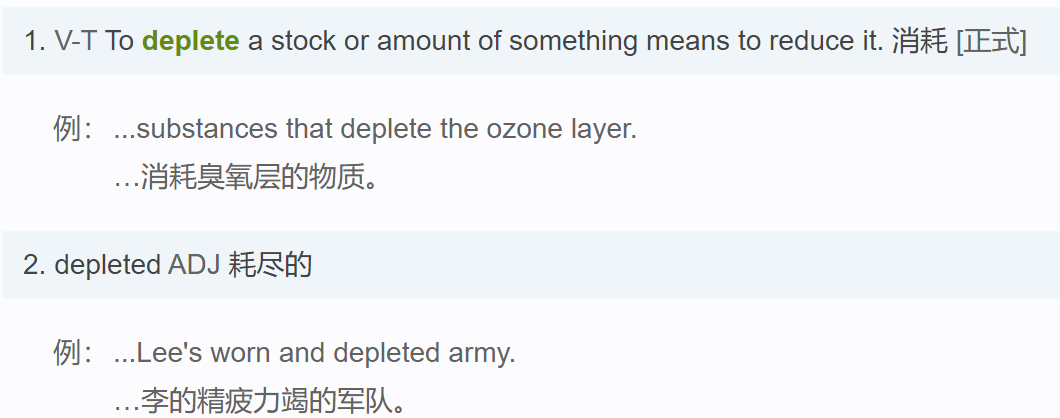 1. V-T To deplete a stock or amount of something means to reduce it. 消耗 [正式]
例： ...substances that deplete the ozone layer.
…消耗臭氧层的物质。
2. depleted ADJ 耗尽的
例： ...Lee's worn and depleted army.
…李的精疲力竭的军队。